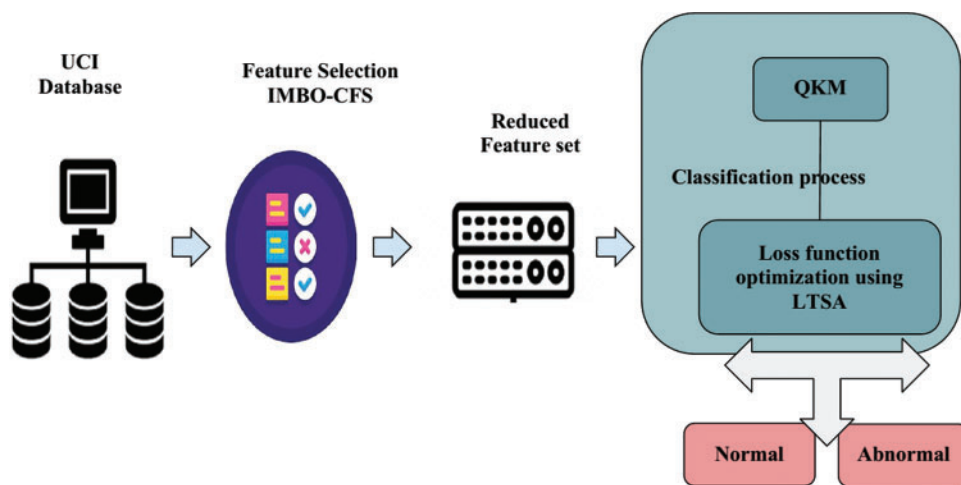 UCI
Database
Feature Selection
IMBO-CFS
Reduced
Feature set
QKM
Classification process
Loss function
optimization using
LTSA
Normal
Abnormal